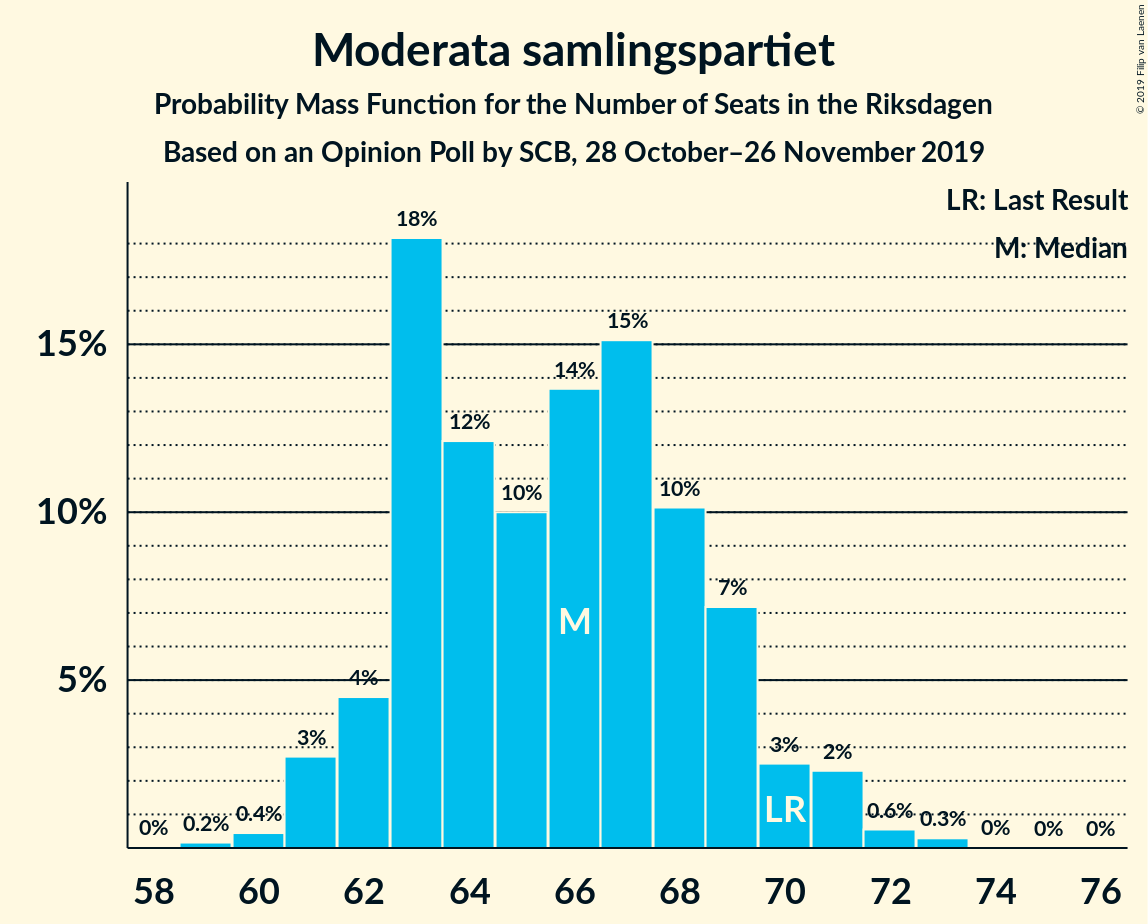 Moderata samlingspartiet
Probability Mass Function for the Number of Seats in the Riksdagen
Based on an Opinion Poll by SCB, 28 October–26 November 2019
© 2019 Filip van Laenen
LR: Last Result
M: Median
15%
10%
5%
0%
0.2%
0.4%
3%
4%
18%
12%
10%
14%
15%
10%
7%
3%
2%
0.6%
0.3%
0%
0%
0%
M
LR
58 60 62 64 66 68 70 72 74 76